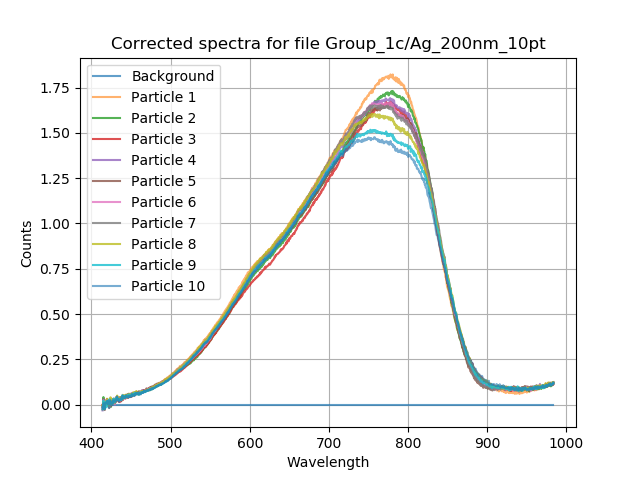 Corrected spectra for file Group_1c/Ag_200nm_10pt
Background
Particle 1
Particle 2
Particle 3
Particle 4
Particle 5
Particle 6
Particle 7
Particle 8
Particle 9
Particle 10
Counts
1.75
1.50
1.25
1.00
0.75
0.50
0.25
0.00
400 500 600 700 800 900 1000
Wavelength